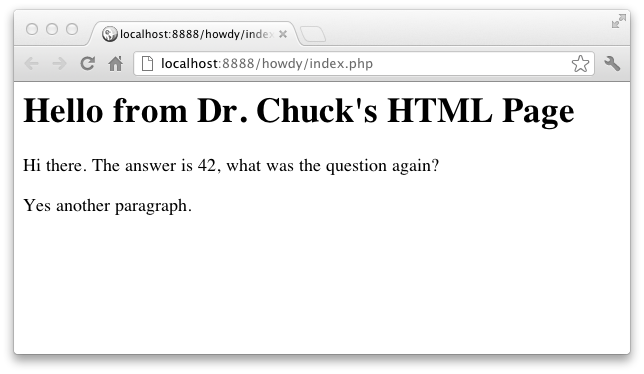 localhost:8888/howdy/index
localhost:8888/howdy/index.php
Hello from Dr. Chuck's HTML Page
Hi there. The answer is 42, what was the question again?
Yes another paragraph.